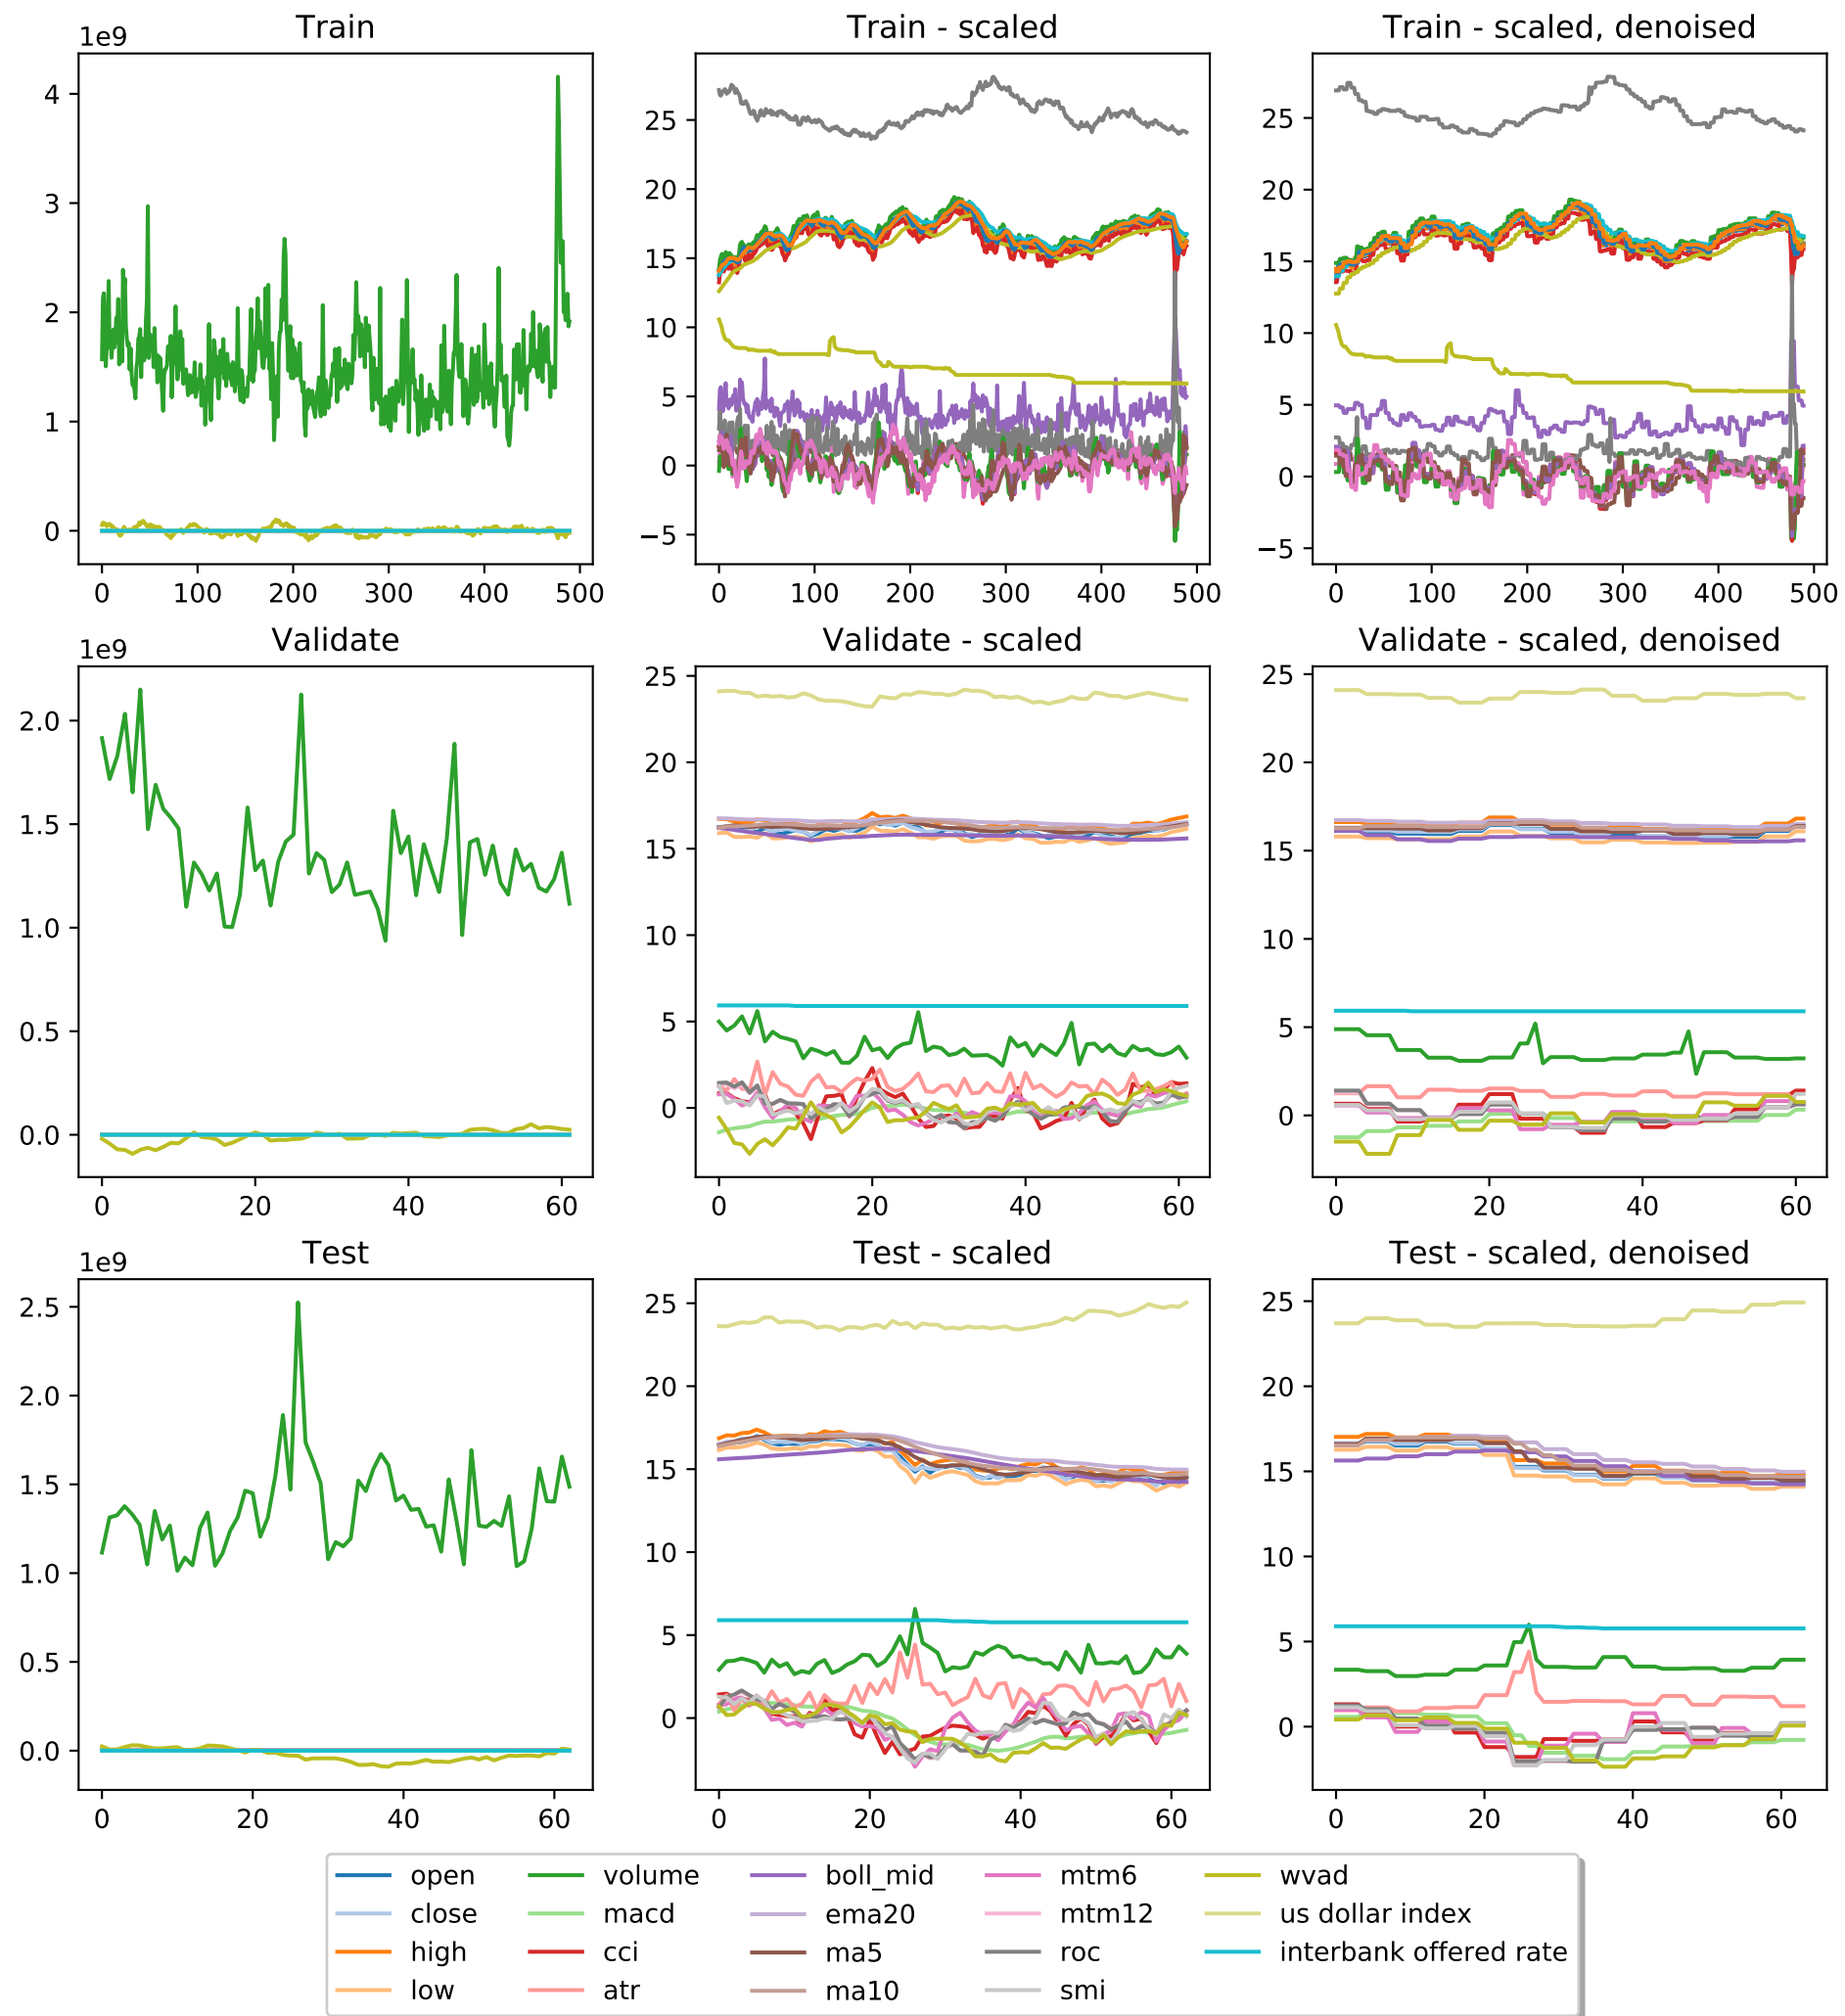 Train
Train - scaled
Train - scaled, denoised
1e9
4
3
2
1
0
0 100 200 300 400 500
25
20
15
10
5
0
−5
0 100 200 300 400 500
25
20
15
10
5
0
−5
0 100 200 300 400 500
Validate
Validate - scaled
Validate - scaled, denoised
1e9
2.0
1.5
1.0
0.5
0.0
0 20 40 60
25
20
15
10
5
0
0 20 40 60
25
20
15
10
5
0
0 20 40 60
Test
Test - scaled
Test - scaled, denoised
1e9
2.5
2.0
1.5
1.0
0.5
0.0
0 20 40 60
25
20
15
10
5
0
0 20 40 60
25
20
15
10
5
0
0 20 40 60
open
close
high
low
volume
macd
cci
atr
boll_mid
ema20
ma5
ma10
mtm6
mtm12
roc
smi
wvad
us dollar index
interbank offered rate